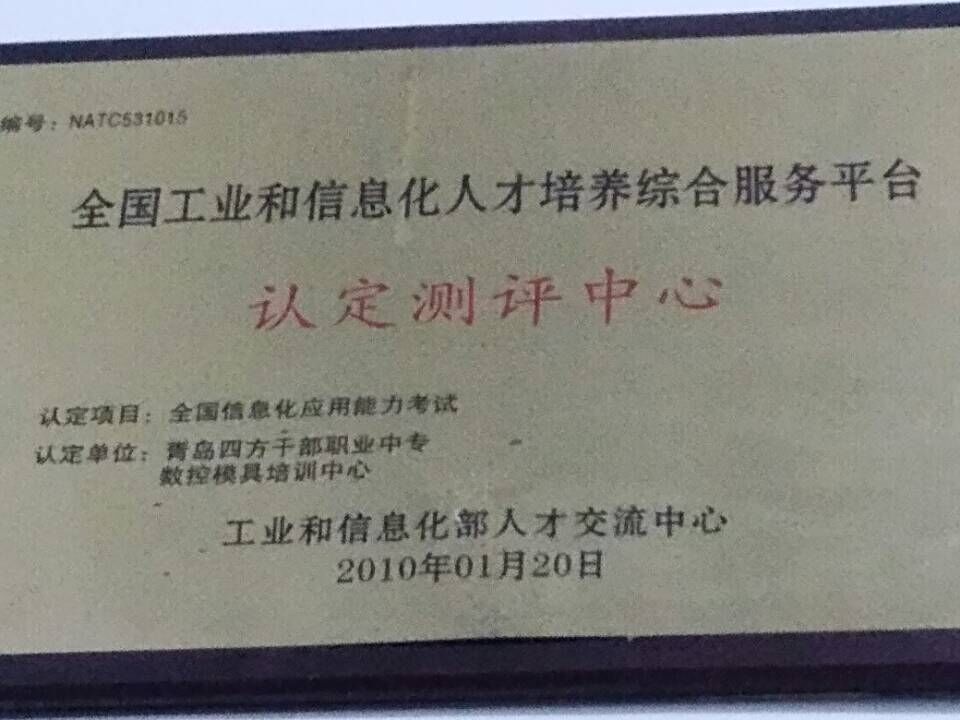 编号：NATC531015
全国工业和信息化人才培养综合服务平台
认定测评中心
认定项目：全国信息化应用能力考试
认定单位：青岛四方干部职业中专
数控模具培训中心
工业和信息化部人才交流中心
2010年01月20日